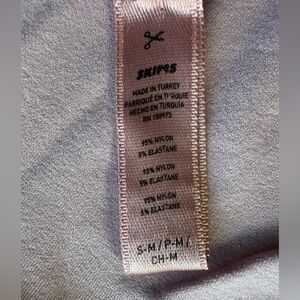 SKIMS
MADE IN TURKEY
FABRIQUÉ EN TURQUIE
HECHO EN TURQUIA
RN 158973
95% NYLON
5% ELASTANE
95% NYLON
5% ELASTANE
95% NYLON
5% ELASTANE
S-M / P-M /
CH-M